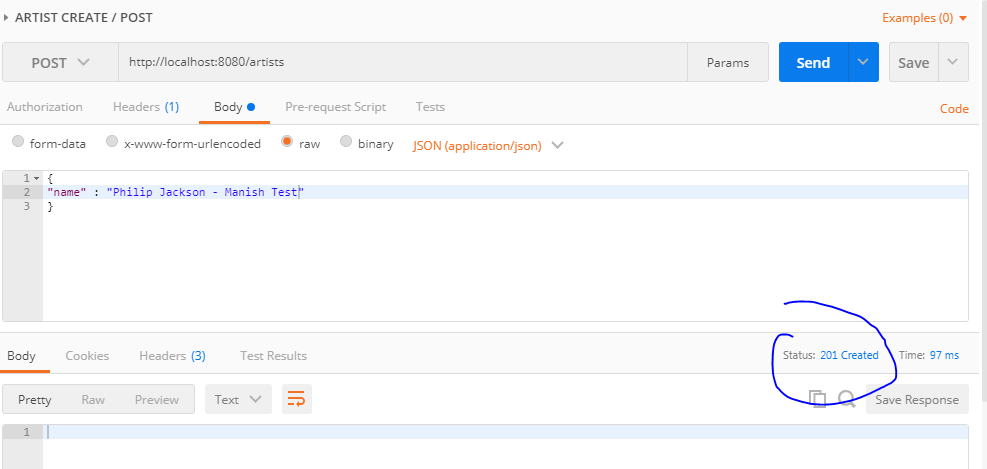 ARTIST CREATE / POST Examples (0)
POST http://localhost:8080/artists Params Send Save
Authorization Headers (1) Body Pre-request Script Tests Code
form-data x-www-form-urlencoded raw binary JSON (application/json)
1 {
2 "name" : "Philip Jackson - Manish Test"
3 }
Body Cookies Headers (3) Test Results Status: 201 Created Time: 97 ms
Pretty Raw Preview Text Save Response
1